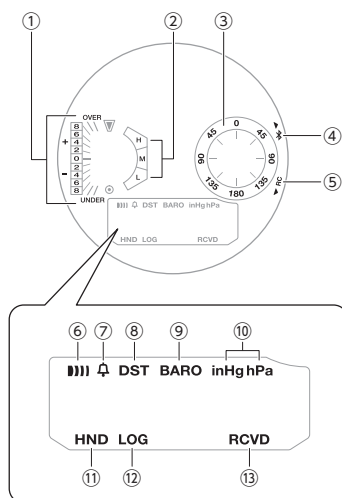 ① ② ③
OVER
8
6
4
+ 2
0
2
- 4
6
8
UNDER
H
M
L
0
45 45
90 90
135 135
180
④
RC ⑤
DST BARO inHg hPa
HND LOG RCVD
⑥ ⑦ ⑧ ⑨ ⑩
DST BARO inHg hPa
HND LOG RCVD
⑪ ⑫ ⑬